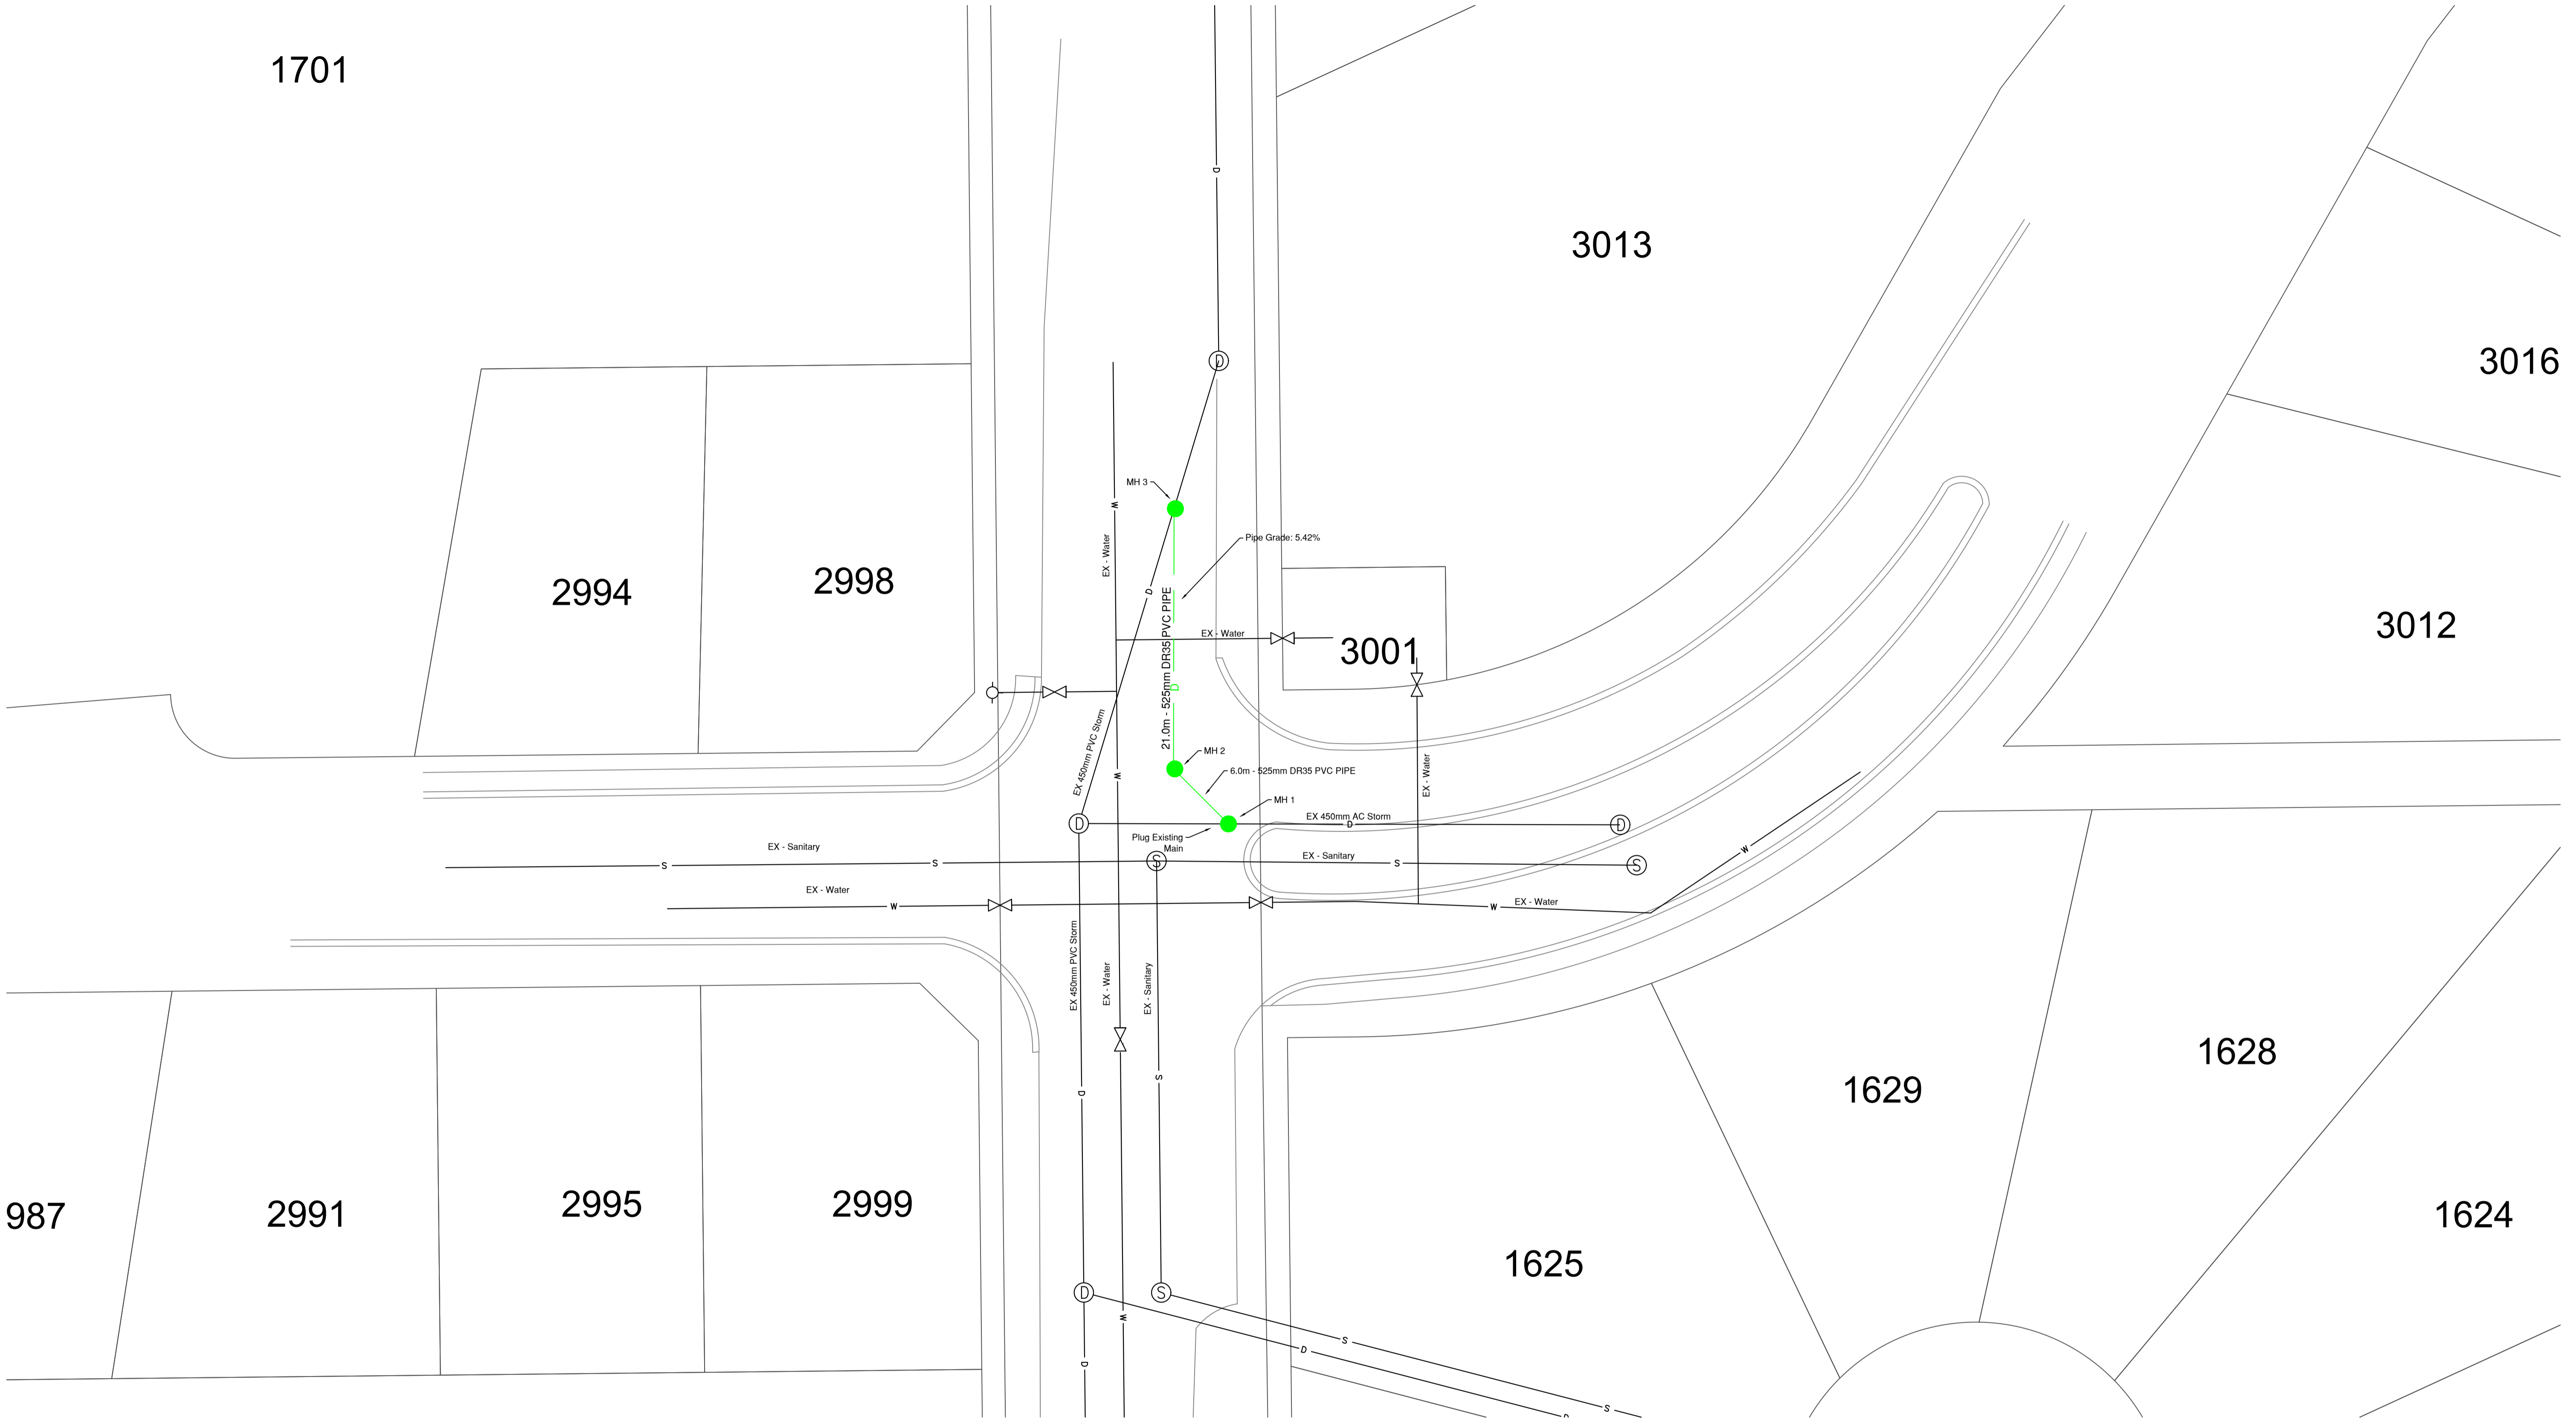 1701
D
3013
3016
D
MH 3
W
Pipe Grade: 5.42%
EX - Water
2994
2998
D
21.0m - 525mm DR35 PVC PIPE
EX - Water
3001
3012
D
EX 450mm PVC Storm
MH 2
6.0m - 525mm DR35 PVC PIPE
W
EX - Water
MH 1
EX 450mm AC Storm
D
D
D
Plug Existing
Main
EX - Sanitary
EX - Sanitary
S
S
S
S
S
W
EX - Water
W
W
EX - Water
EX 450mm PVC Storm
EX - Water
EX - Sanitary
D
S
1629
1628
987
2991
2995
2999
1625
1624
D
S
W
S
D
D
S
D